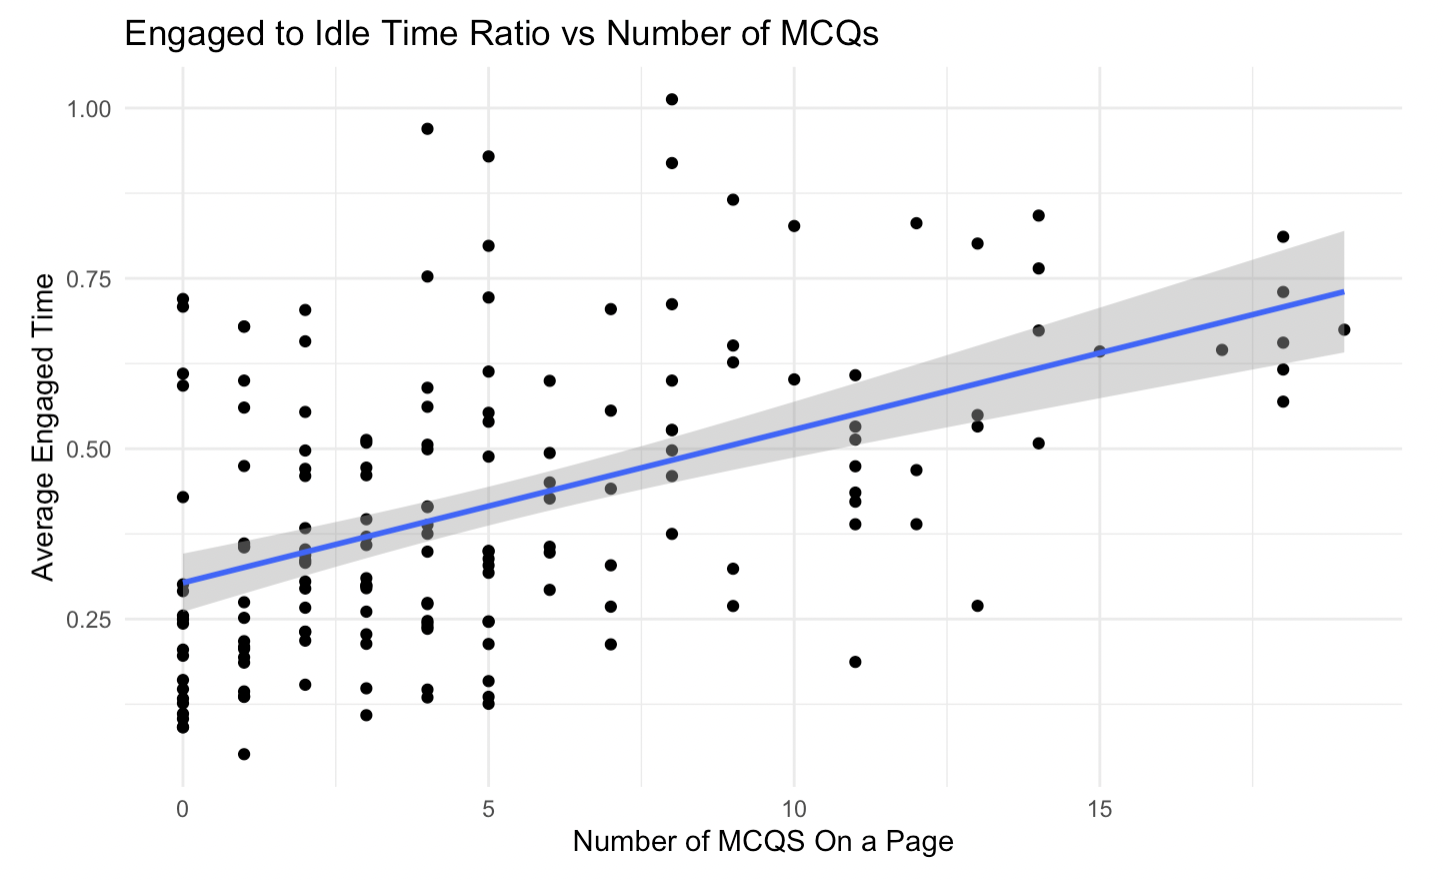 Engaged to Idle Time Ratio vs Number of MCQs
Average Engaged Time
1.00
0.75
0.50
0.25
0 5 10 15
Number of MCQS On a Page